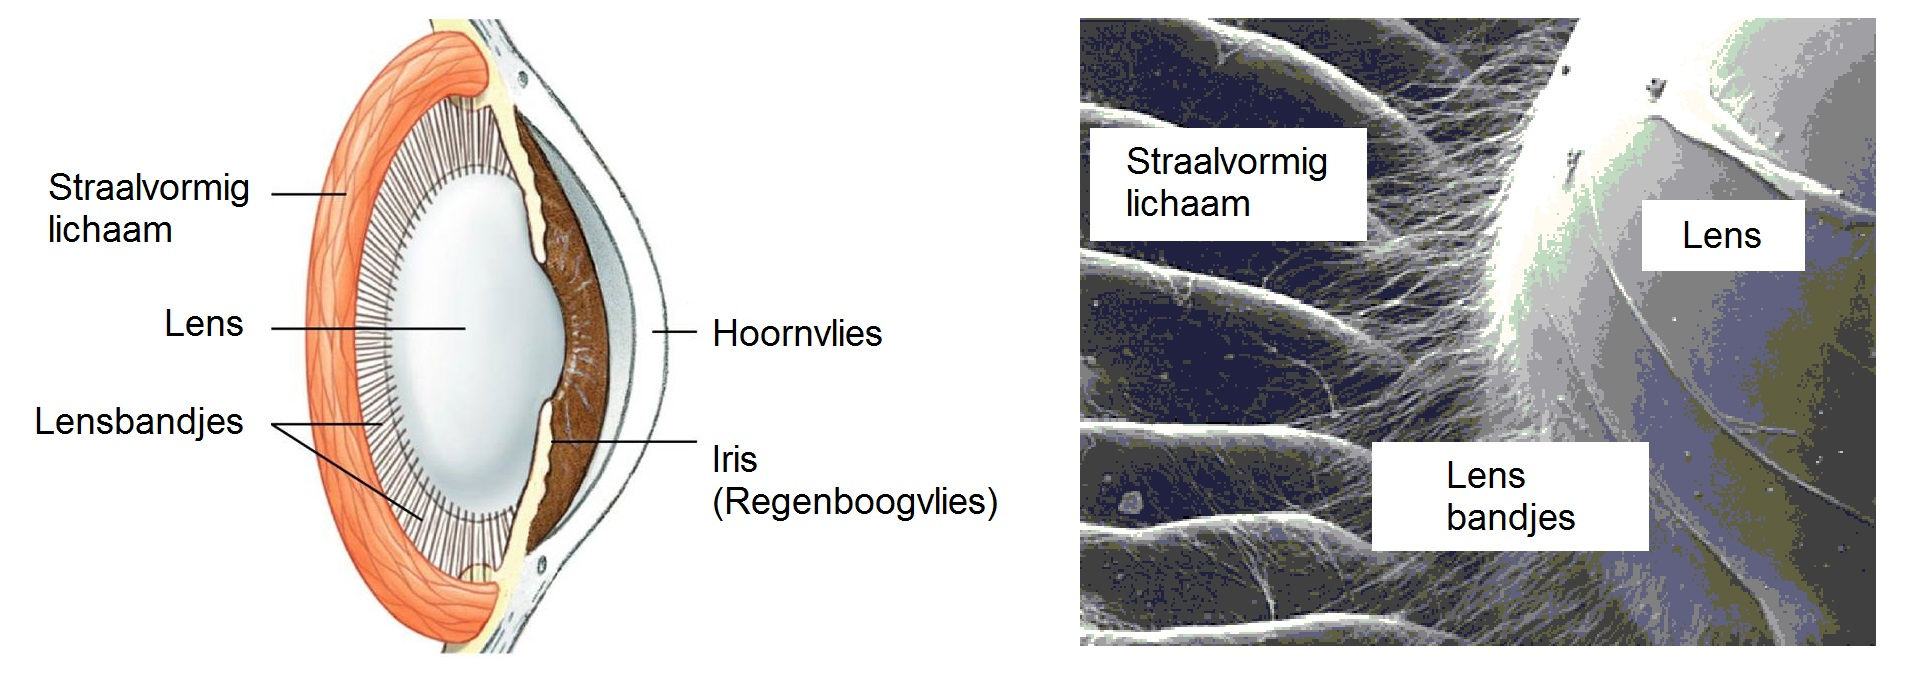 Straalvormig
lichaam
Lens
Lensbandjes
Hoornvlies
Iris
(Regenboogvlies)
Straalvormig
lichaam
Lens
Lens
bandjes